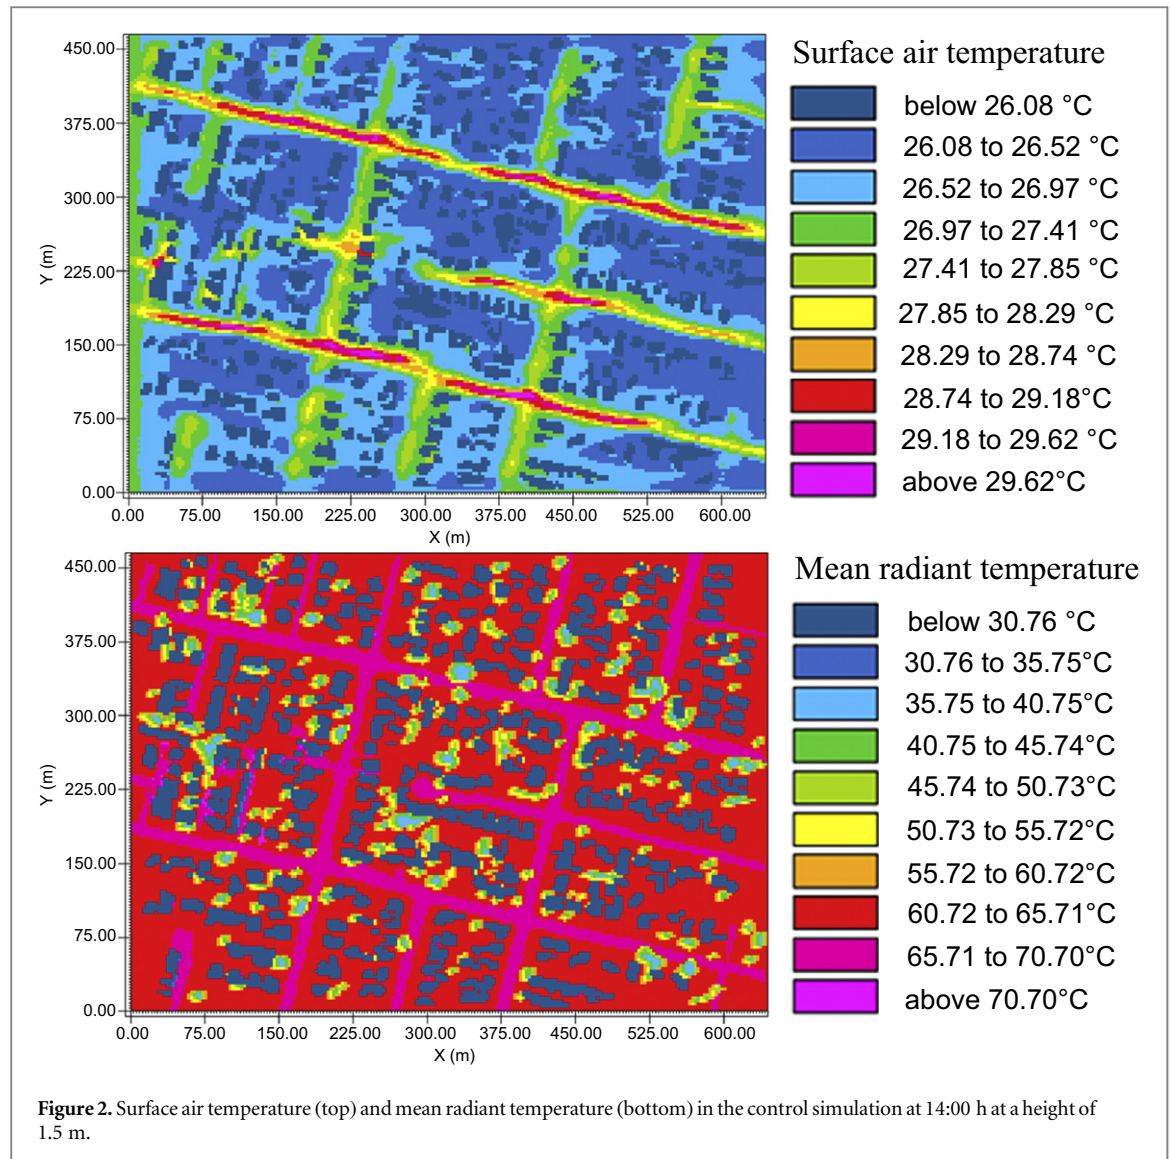 Surface air temperature
below 26.08 °C
26.08 to 26.52 °C
26.52 to 26.97 °C
26.97 to 27.41 °C
27.41 to 27.85 °C
27.85 to 28.29 °C
28.29 to 28.74 °C
28.74 to 29.18°C
29.18 to 29.62 °C
above 29.62°C
450.00
375.00
300.00
225.00
150.00
75.00
0.00
Y (m)
0.00 75.00 150.00 225.00 300.00 375.00 450.00 525.00 600.00
X (m)
Mean radiant temperature
below 30.76 °C
30.76 to 35.75°C
35.75 to 40.75°C
40.75 to 45.74°C
45.74 to 50.73°C
50.73 to 55.72°C
55.72 to 60.72°C
60.72 to 65.71°C
65.71 to 70.70°C
above 70.70°C
450.00
375.00
300.00
225.00
150.00
75.00
0.00
Y (m)
0.00 75.00 150.00 225.00 300.00 375.00 450.00 525.00 600.00
X (m)
Figure 2. Surface air temperature (top) and mean radiant temperature (bottom) in the control simulation at 14:00 h at a height of
1.5 m.